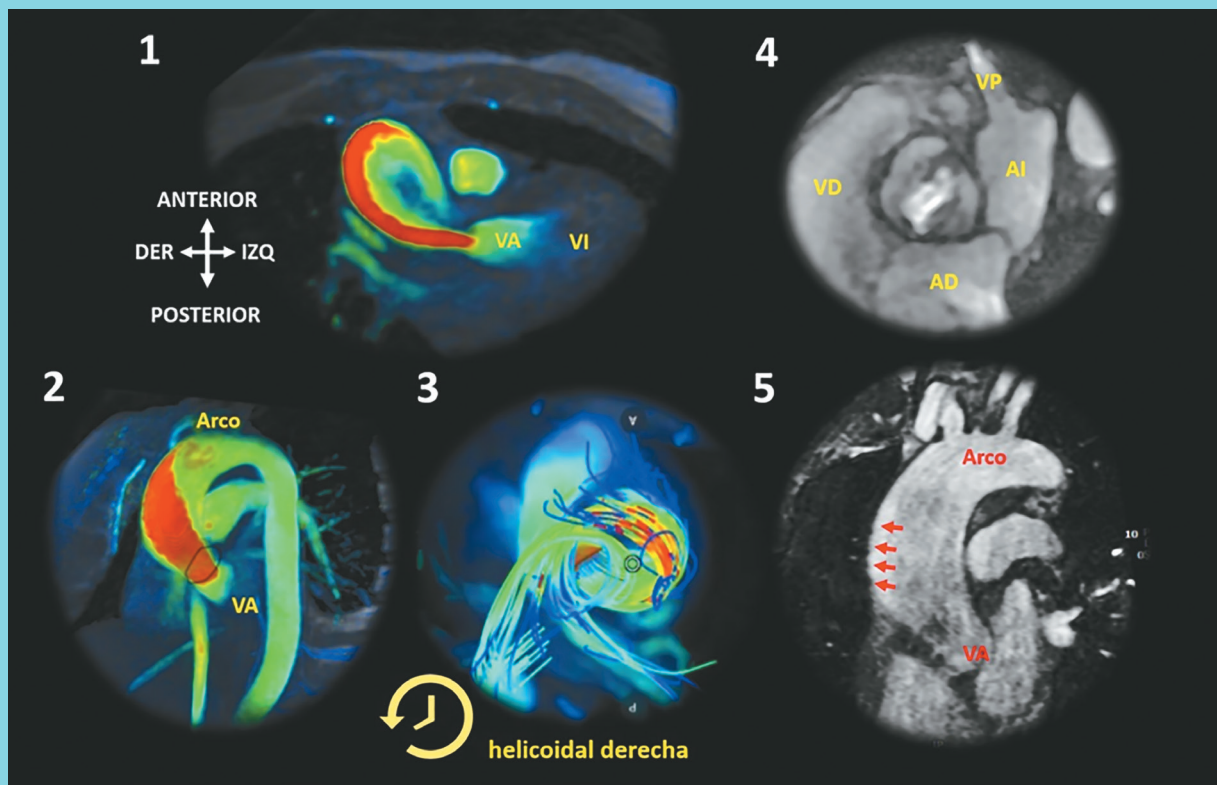 1
ANTERIOR
DER
IZQ
POSTERIOR
VA
VI
4
VP
VD
AI
AD
2
Arco
VA
3
A
P
helicoidal derecha
5
Arco
10
VA